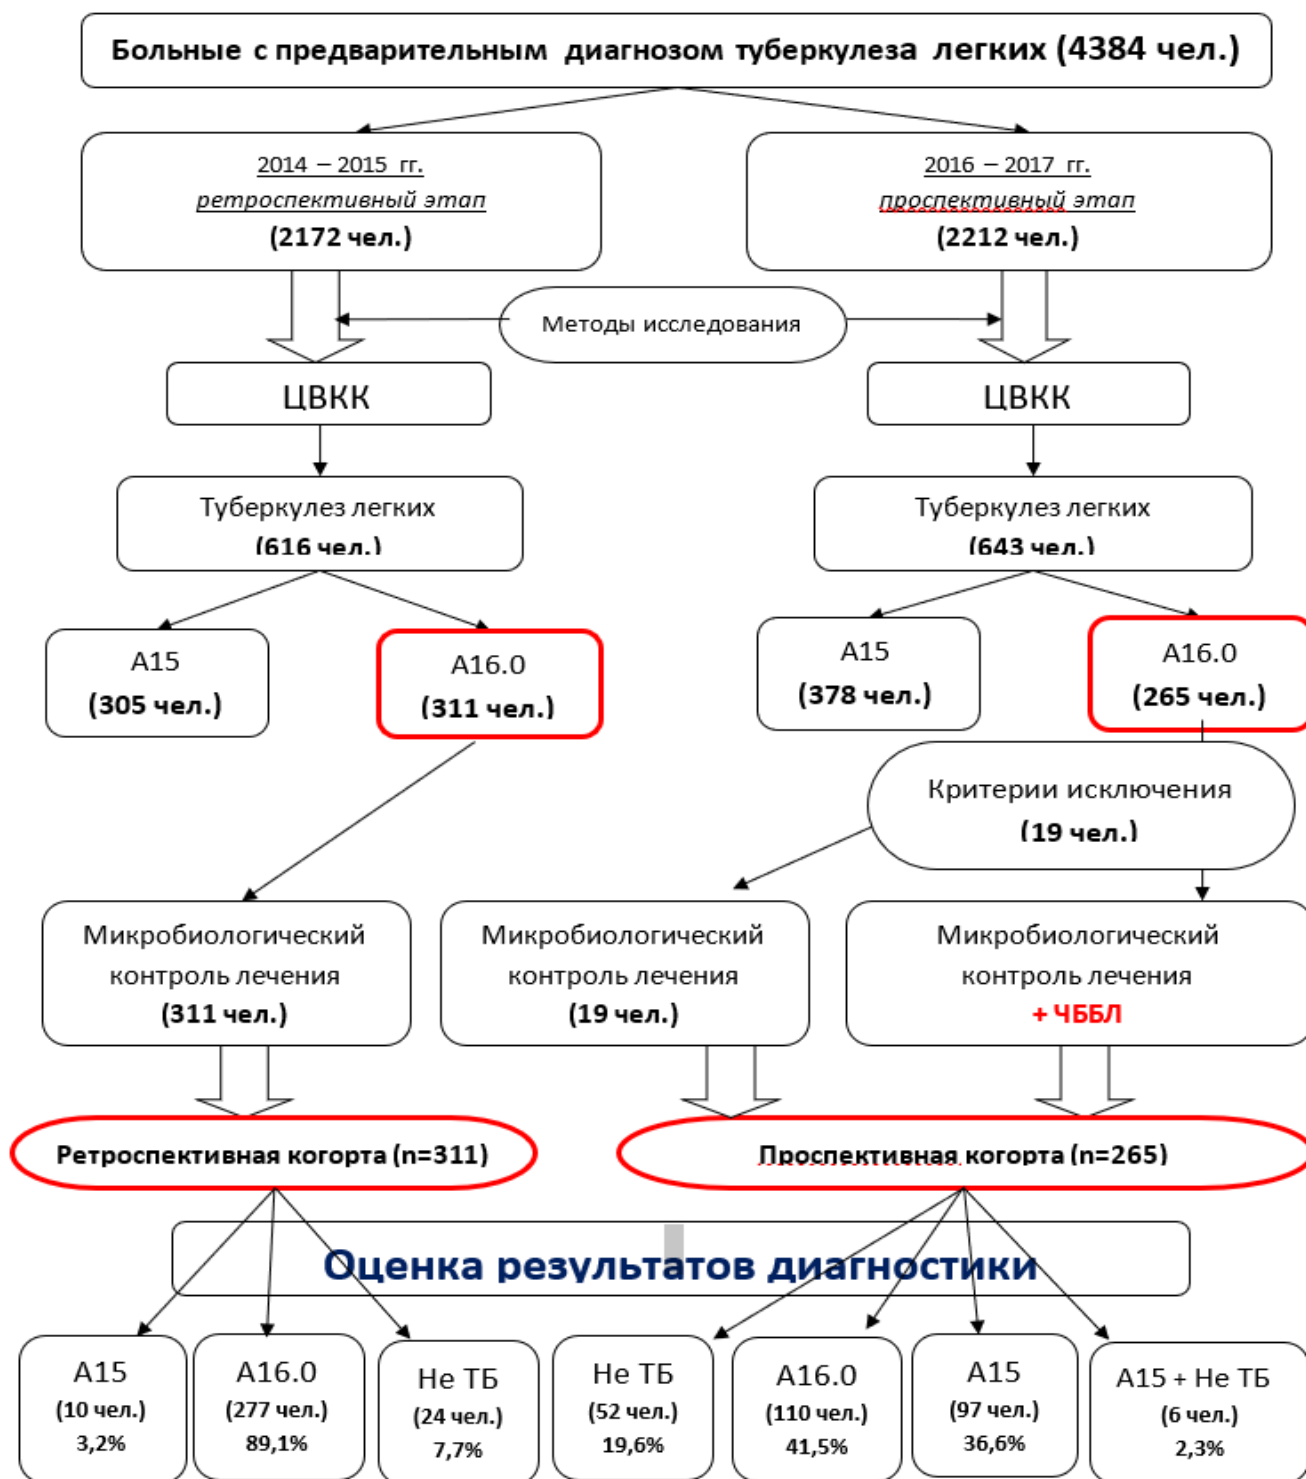 Больные с предварительным диагнозом туберкулеза легких (4384 чел.)
2014 – 2015 гг.
ретроспективный этап
(2172 чел.)
2016 – 2017 гг.
проспективный этап
(2212 чел.)
Методы исследования
ЦВКК
ЦВКК
Туберкулез легких
(616 чел.)
Туберкулез легких
(643 чел.)
А15
(305 чел.)
А16.0
(311 чел.)
А15
(378 чел.)
А16.0
(265 чел.)
Критерии исключения
(19 чел.)
Микробиологический
контроль лечения
(311 чел.)
Микробиологический
контроль лечения
(19 чел.)
Микробиологический
контроль лечения
+ ЧББЛ
Ретроспективная когорта (n=311)
Проспективная когорта (n=265)
Оценка результатов диагностики
А15
(10 чел.)
3,2%
А16.0
(277 чел.)
89,1%
Не ТБ
(24 чел.)
7,7%
Не ТБ
(52 чел.)
19,6%
А16.0
(110 чел.)
41,5%
А15
(97 чел.)
36,6%
А15 + Не ТБ
(6 чел.)
2,3%